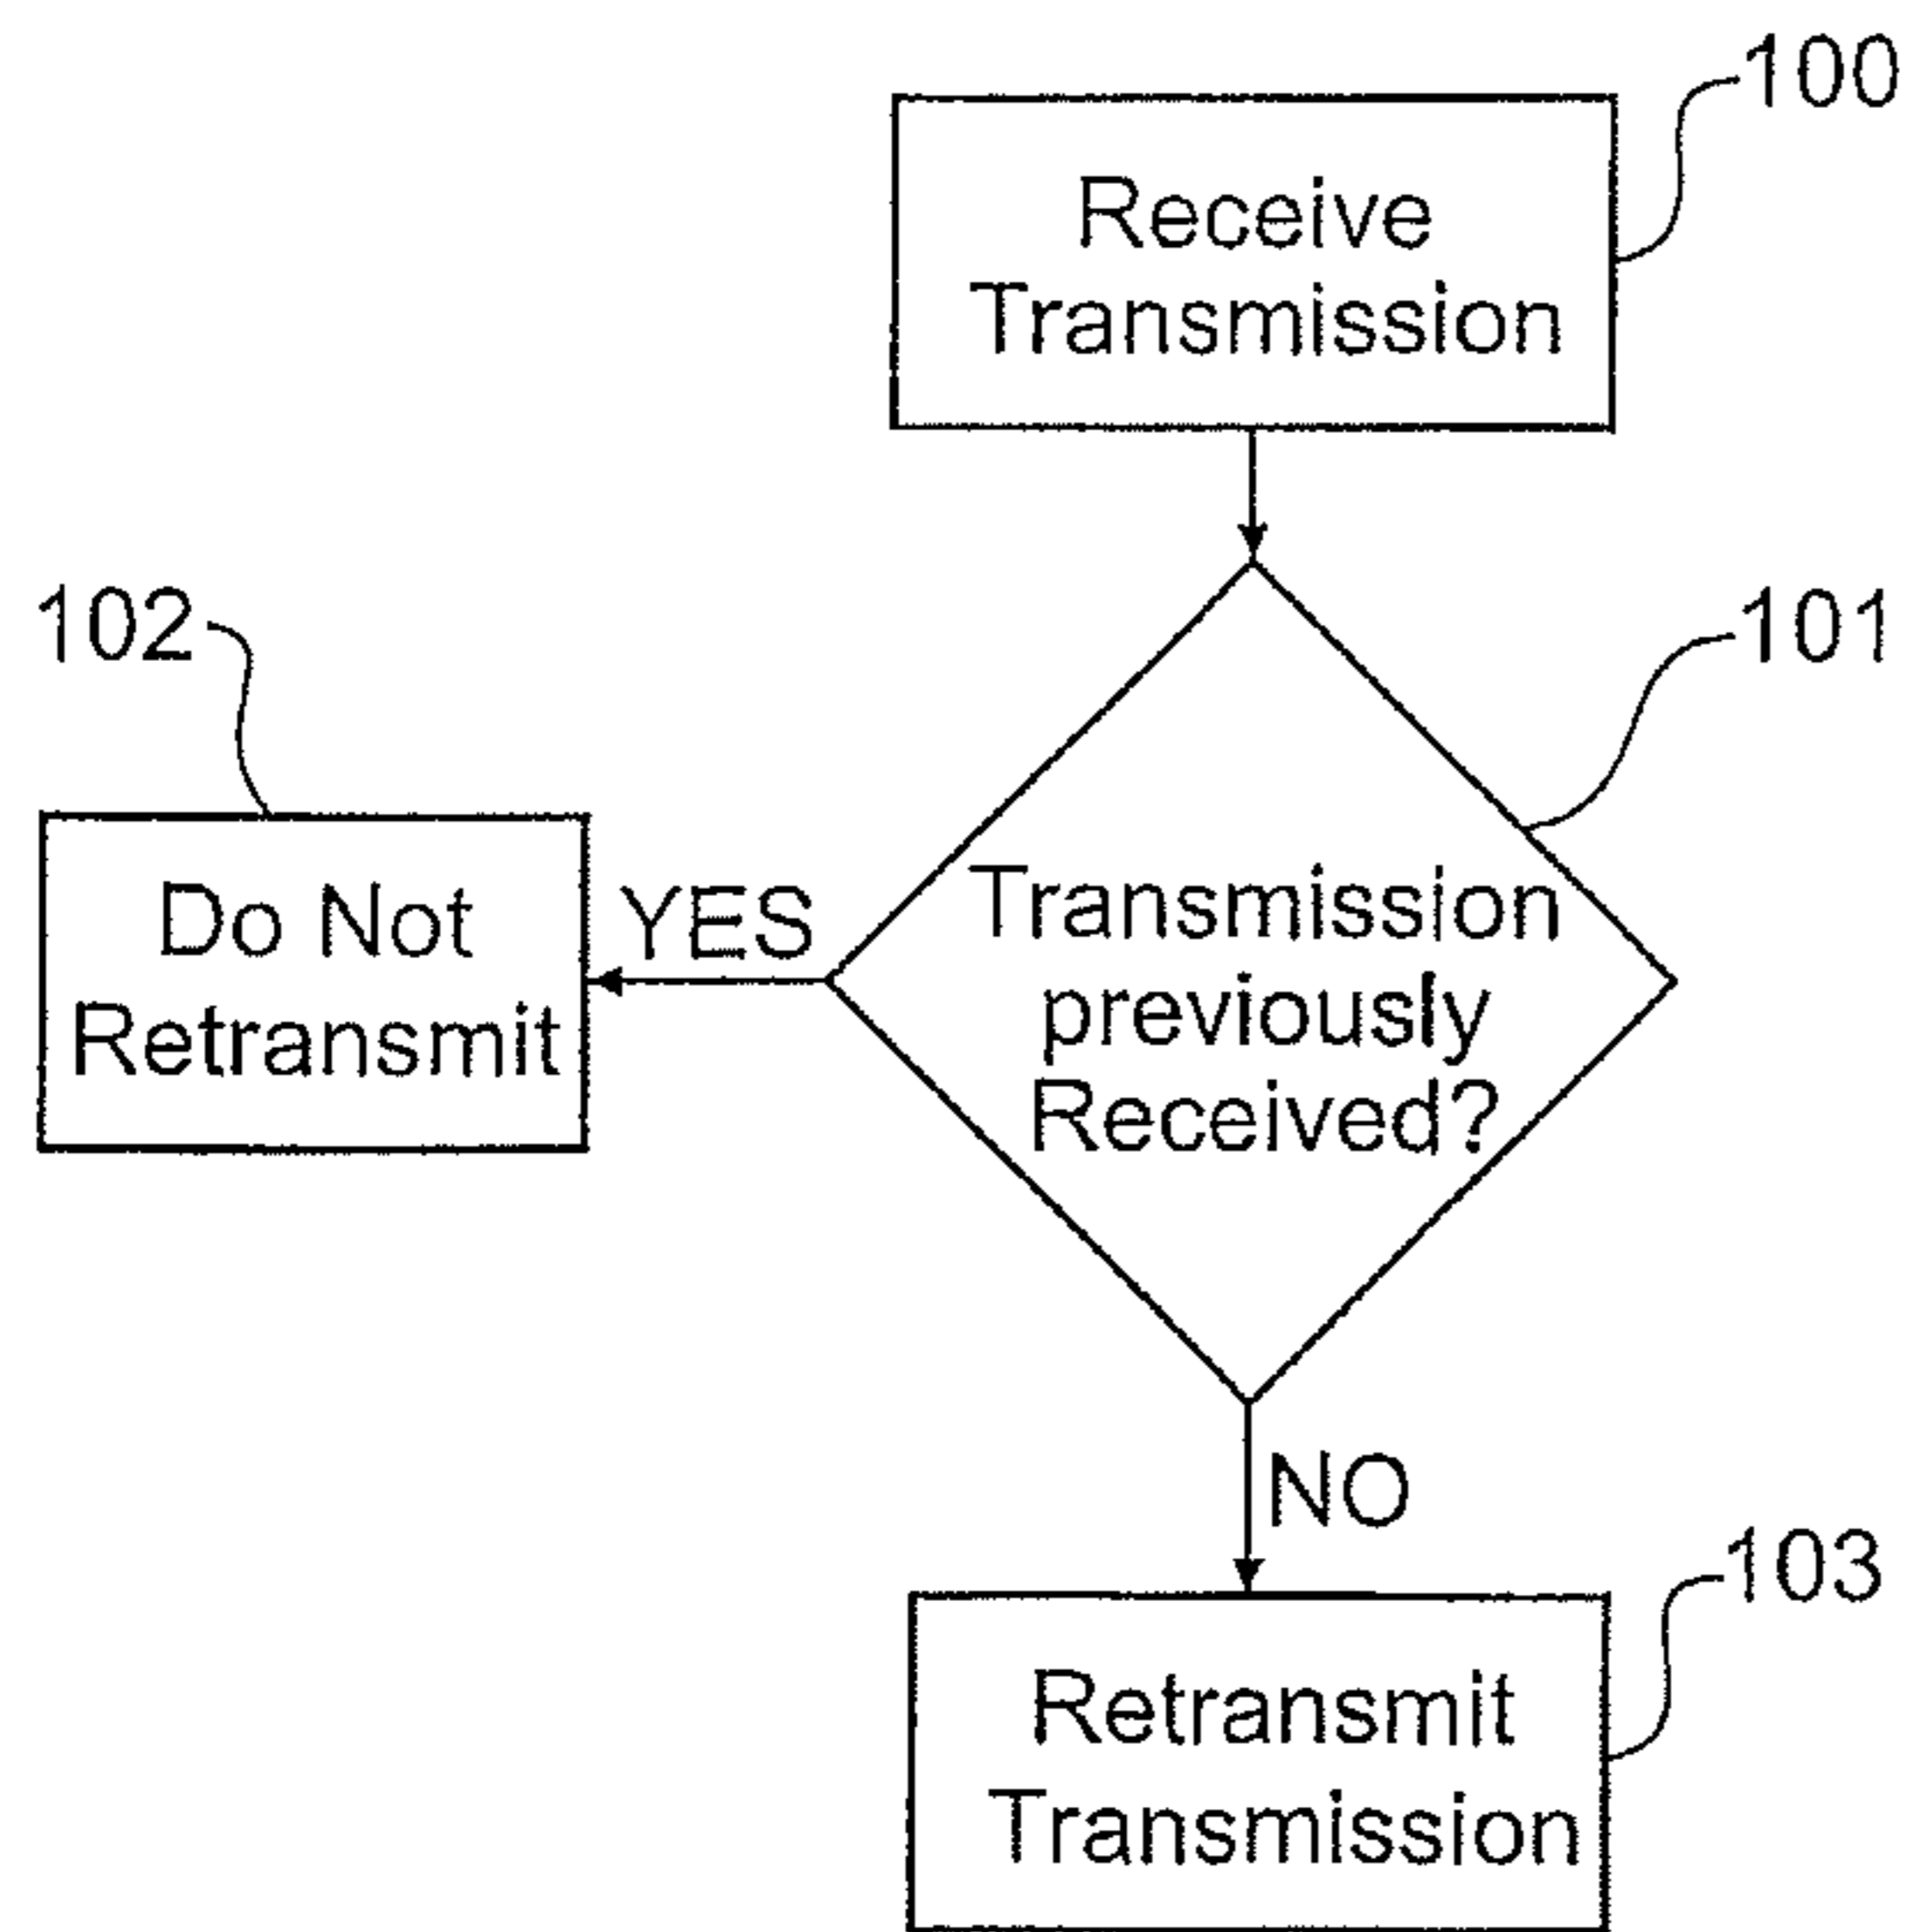 100
Receive
Transmission
102
101
Do Not
Retransmit
YES
Transmission
previously
Received?
NO
103
Retransmit
Transmission